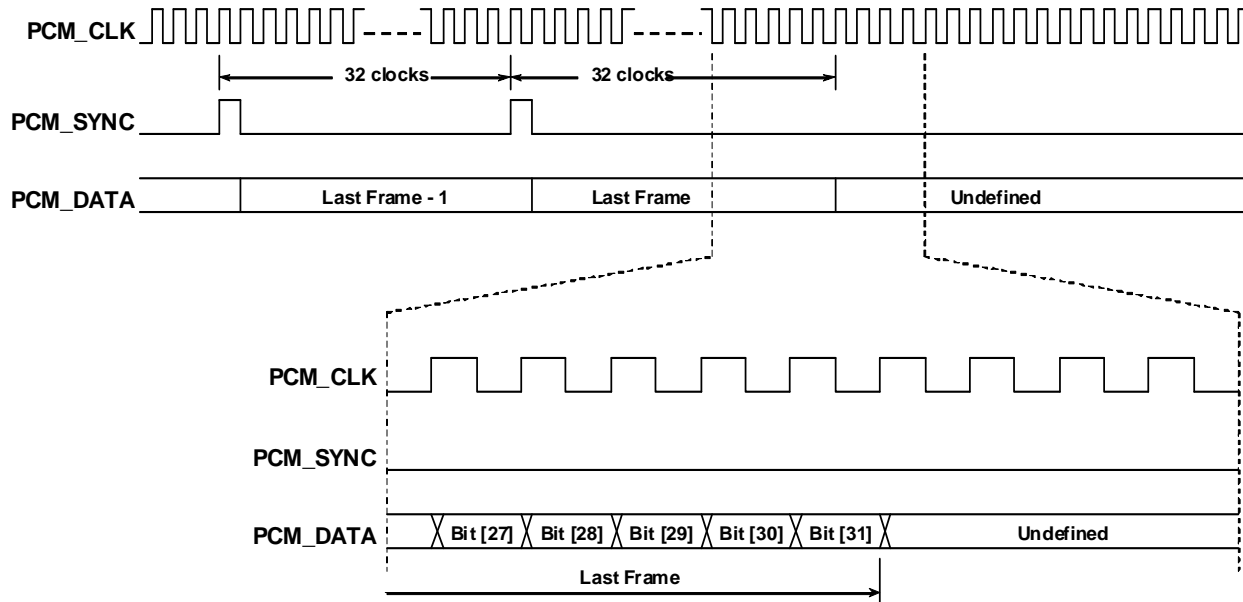 PCM_CLK
32 clocks 32 clocks
PCM_SYNC
PCM_DATA Last Frame - 1 Last Frame Undefined
PCM_CLK
PCM_SYNC
PCM_DATA Bit [27] Bit [28] Bit [29] Bit [30] Bit [31] Undefined
Last Frame